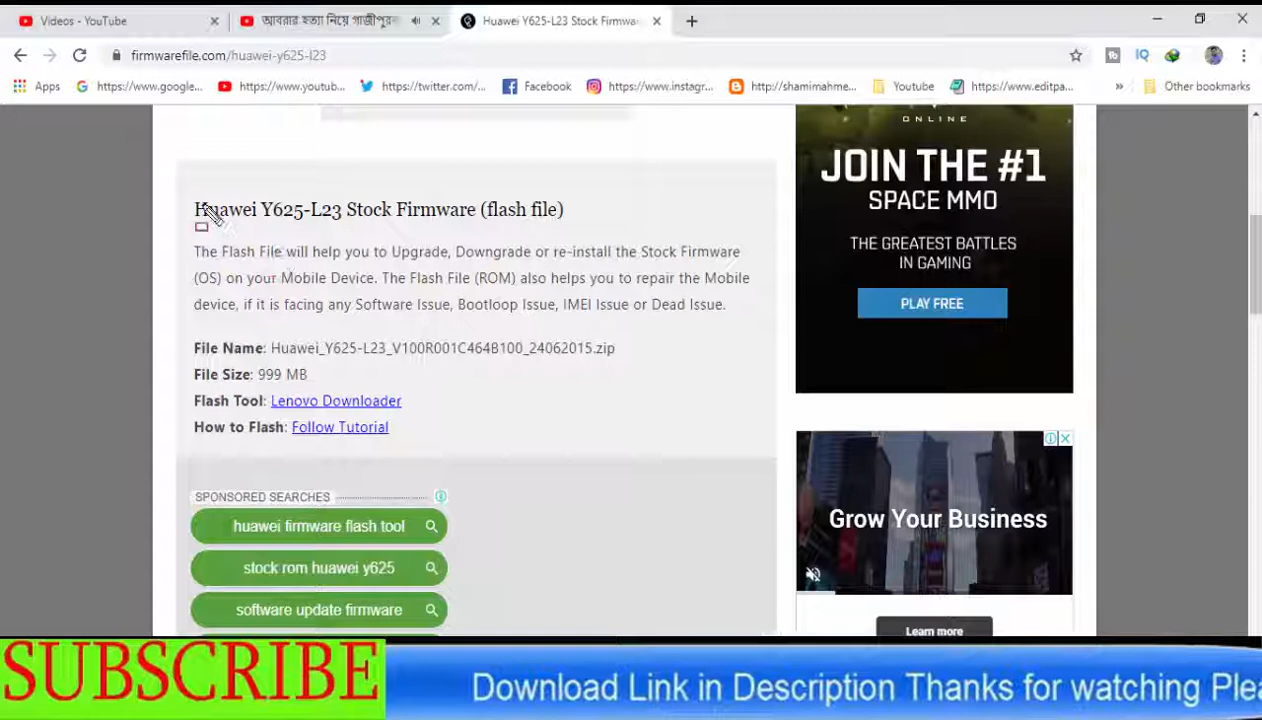 Videos - YouTube
আবরার হত্যা নিয়ে গাজীপুর
Huawei Y625-L23 Stock Firmwa
firmwarefile.com/huawei-y625-l23
Apps
https://www.google...
https://www.youtub...
https://twitter.com/...
Facebook
https://www.instagr...
http://shamimahme...
Youtube
https://www.editpa...
»
Other bookmarks
ONLINE
JOIN THE #1
SPACE MMO
THE GREATEST BATTLES
IN GAMING
PLAY FREE
Huawei Y625-L23 Stock Firmware (flash file)
The Flash File will help you to Upgrade, Downgrade or re-install the Stock Firmware
(OS) on your Mobile Device. The Flash File (ROM) also helps you to repair the Mobile
device, if it is facing any Software Issue, Bootloop Issue, IMEI Issue or Dead Issue.
File Name: Huawei_Y625-L23_V100R001C464B100_24062015.zip
File Size: 999 MB
Flash Tool: Lenovo Downloader
How to Flash: Follow Tutorial
SPONSORED SEARCHES
huawei firmware flash tool
stock rom huawei y625
software update firmware
Grow Your Business
Learn more
SUBSCRIBE
Download Link in Description Thanks for watching Plea